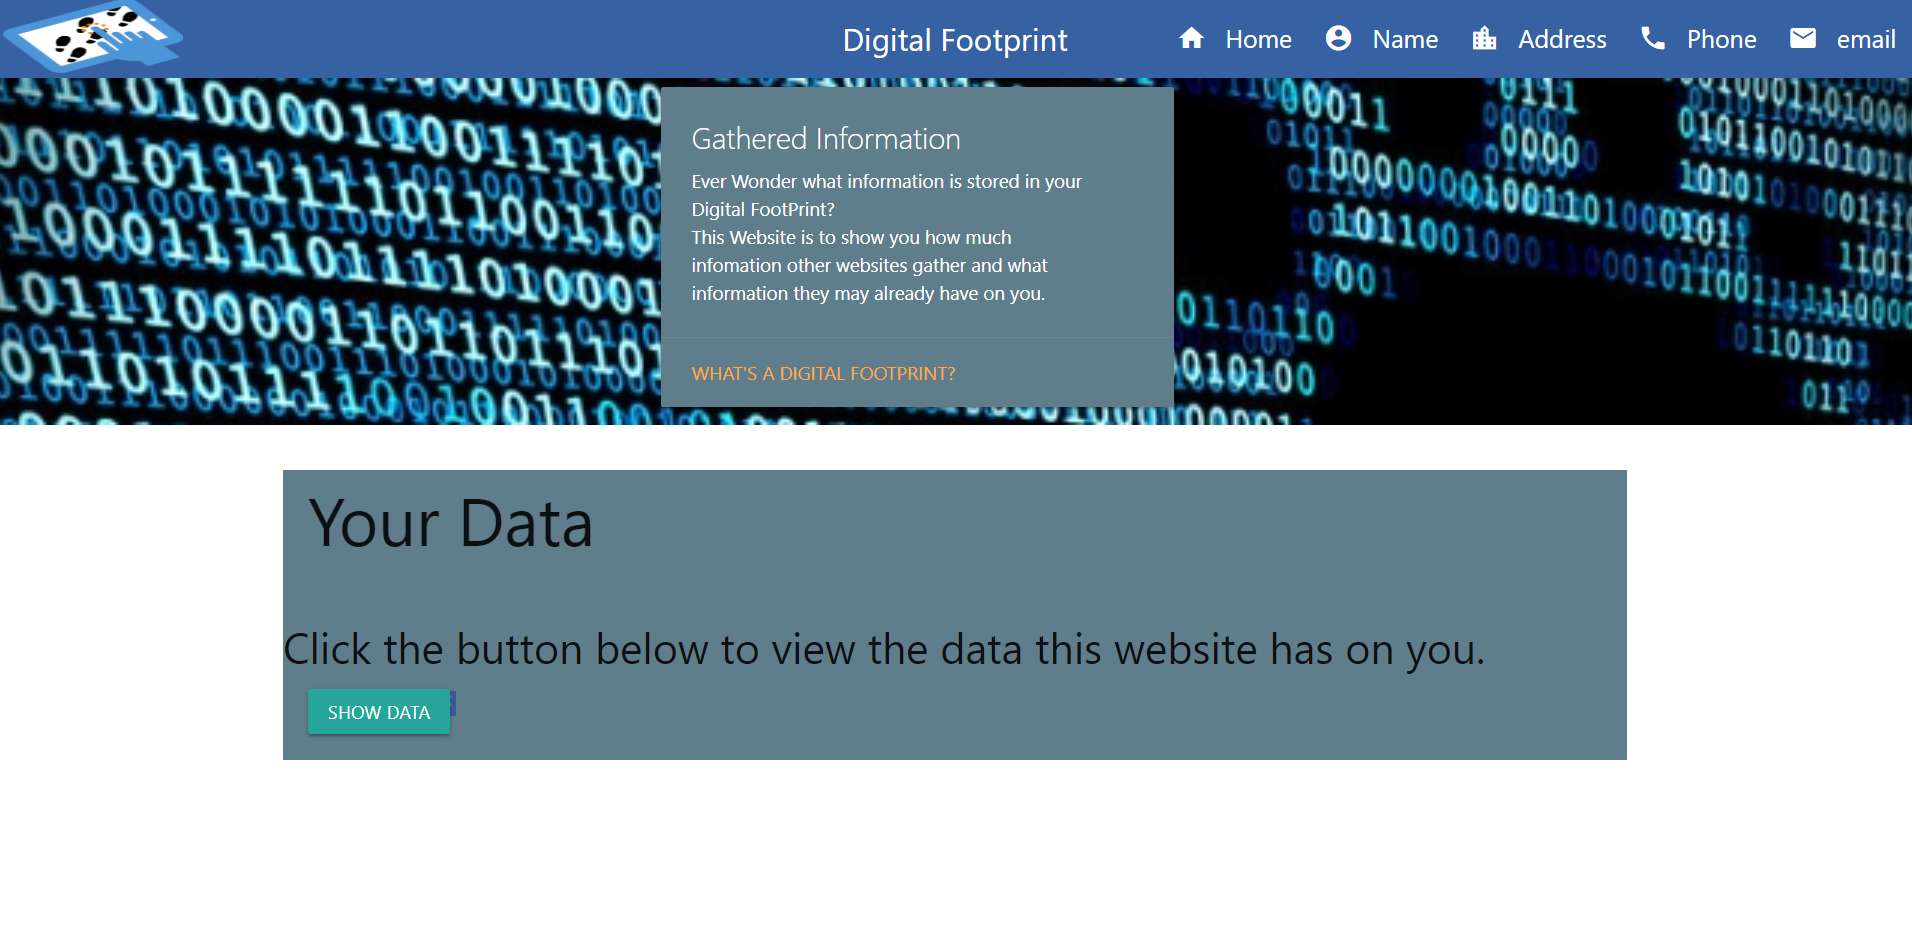 Digital Footprint
Home
Name
Address
Phone
email
Gathered Information
Ever Wonder what information is stored in your
Digital FootPrint?
This Website is to show you how much
infomation other websites gather and what
information they may already have on you.
WHAT'S A DIGITAL FOOTPRINT?
Your Data
Click the button below to view the data this website has on you.
SHOW DATA